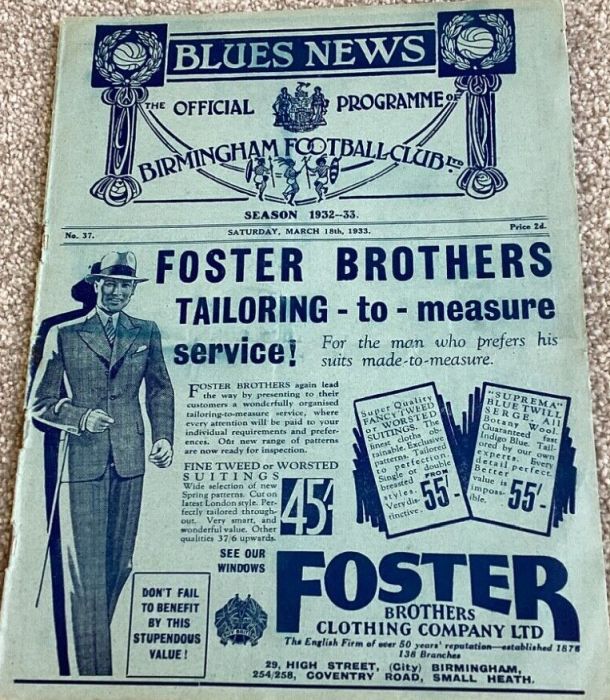 BLUES NEWS
THE OFFICIAL PROGRAMME OF
BIRMINGHAM FOOTBALL CLUB LTD
SEASON 1932--33.
No. 37. SATURDAY, MARCH 18th, 1933. Price 2d.
FOSTER BROTHERS
TAILORING - to - measure
service! For the man who prefers his
suits made-to-measure.
FOSTER BROTHERS again lead
the way by presenting to their
customers a wonderfully organised
tailoring-to-measure service, where
every attention will be paid to your
individual requirements and prefer-
ences. Our new range of patterns
are now ready for inspection.
FINE TWEED or WORSTED
SUITINGS
Wide selection of new
Spring patterns. Cut on
latest London style. Per-
fectly tailored through-
out. Very smart, and
wonderful value. Other
qualities 37/6 upwards.
45/-
Super Quality
FANCY TWEED
or WORSTED
SUITINGS. The
finest cloths ob-
tainable. Exclusive
patterns. Tailored
to perfection.
Single or double
breasted FROM
styles.
Very dis-
tinctive. 55/-
"SUPREMA"
BLUE TWILL
SERGE. All
Botany Wool.
Guaranteed fast
Indigo Blue. Tail-
ored by our own
experts. Every
detail perfect.
Better
value is
imposs-
ible. 55/-
SEE OUR
WINDOWS
DON'T FAIL
TO BENEFIT
BY THIS
STUPENDOUS
VALUE!
FOSTER
BROTHERS
CLOTHING COMPANY LTD
The English Firm of over 50 years' reputation—established 1876
138 Branches
29, HIGH STREET, (City) BIRMINGHAM,
254/258, COVENTRY ROAD, SMALL HEATH.